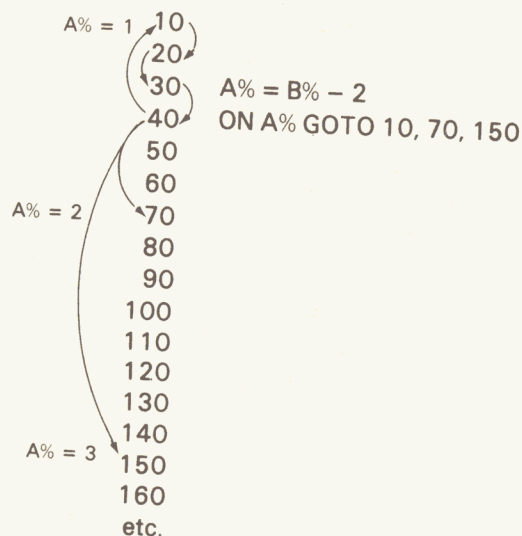 A% = 1 10
20
30 A% = B% – 2
40 ON A% GOTO 10, 70, 150
50
60
A% = 2 70
80
90
100
110
120
130
140
A% = 3 150
160
etc.